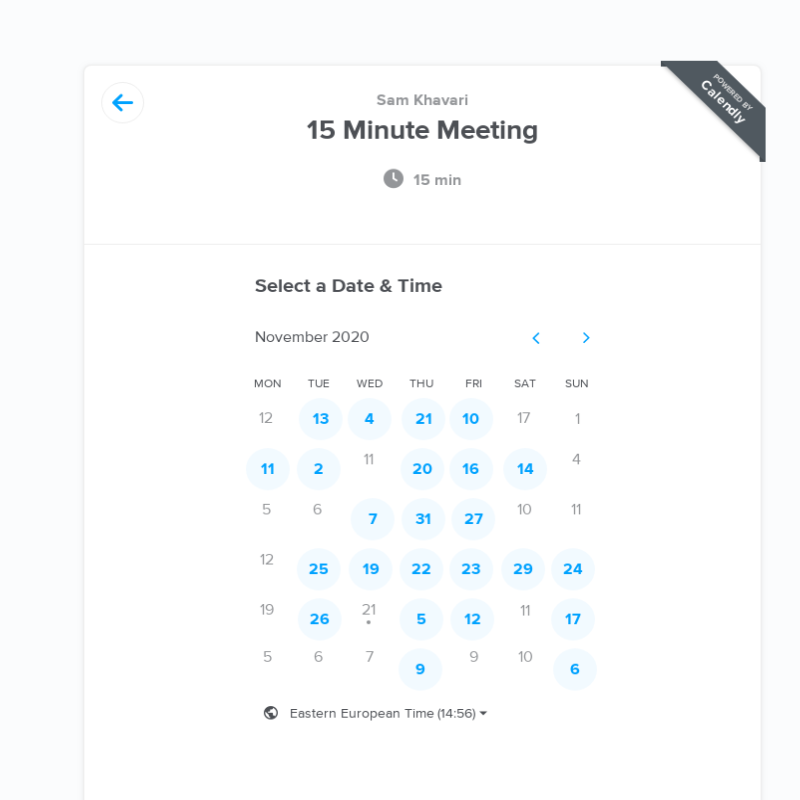 Sam Khavari
15 Minute Meeting
POWERED BY
Calendly
15 min
Select a Date & Time
November 2020
MON TUE WED THU FRI SAT SUN
12 13 4 21 10 17 1
11 2 11 20 16 14 4
5 6 7 31 27 10 11
12 25 19 22 23 29 24
19 26 21 5 12 11 17
5 6 7 9 9 10 6
Eastern European Time (14:56)